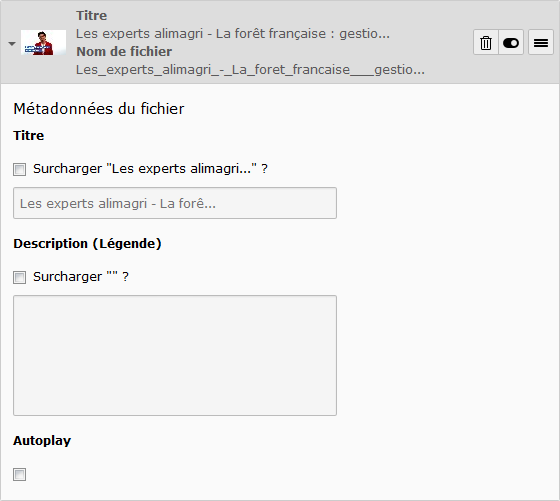 Titre
Les experts alimagri - La forêt française : gestio...
Nom de fichier
Les_experts_alimagri_-_La_foret_francaise___gestio...
Métadonnées du fichier
Titre
Surcharger "Les experts alimagri..." ?
Les experts alimagri - La forê...
Description (Légende)
Surcharger "" ?
Autoplay